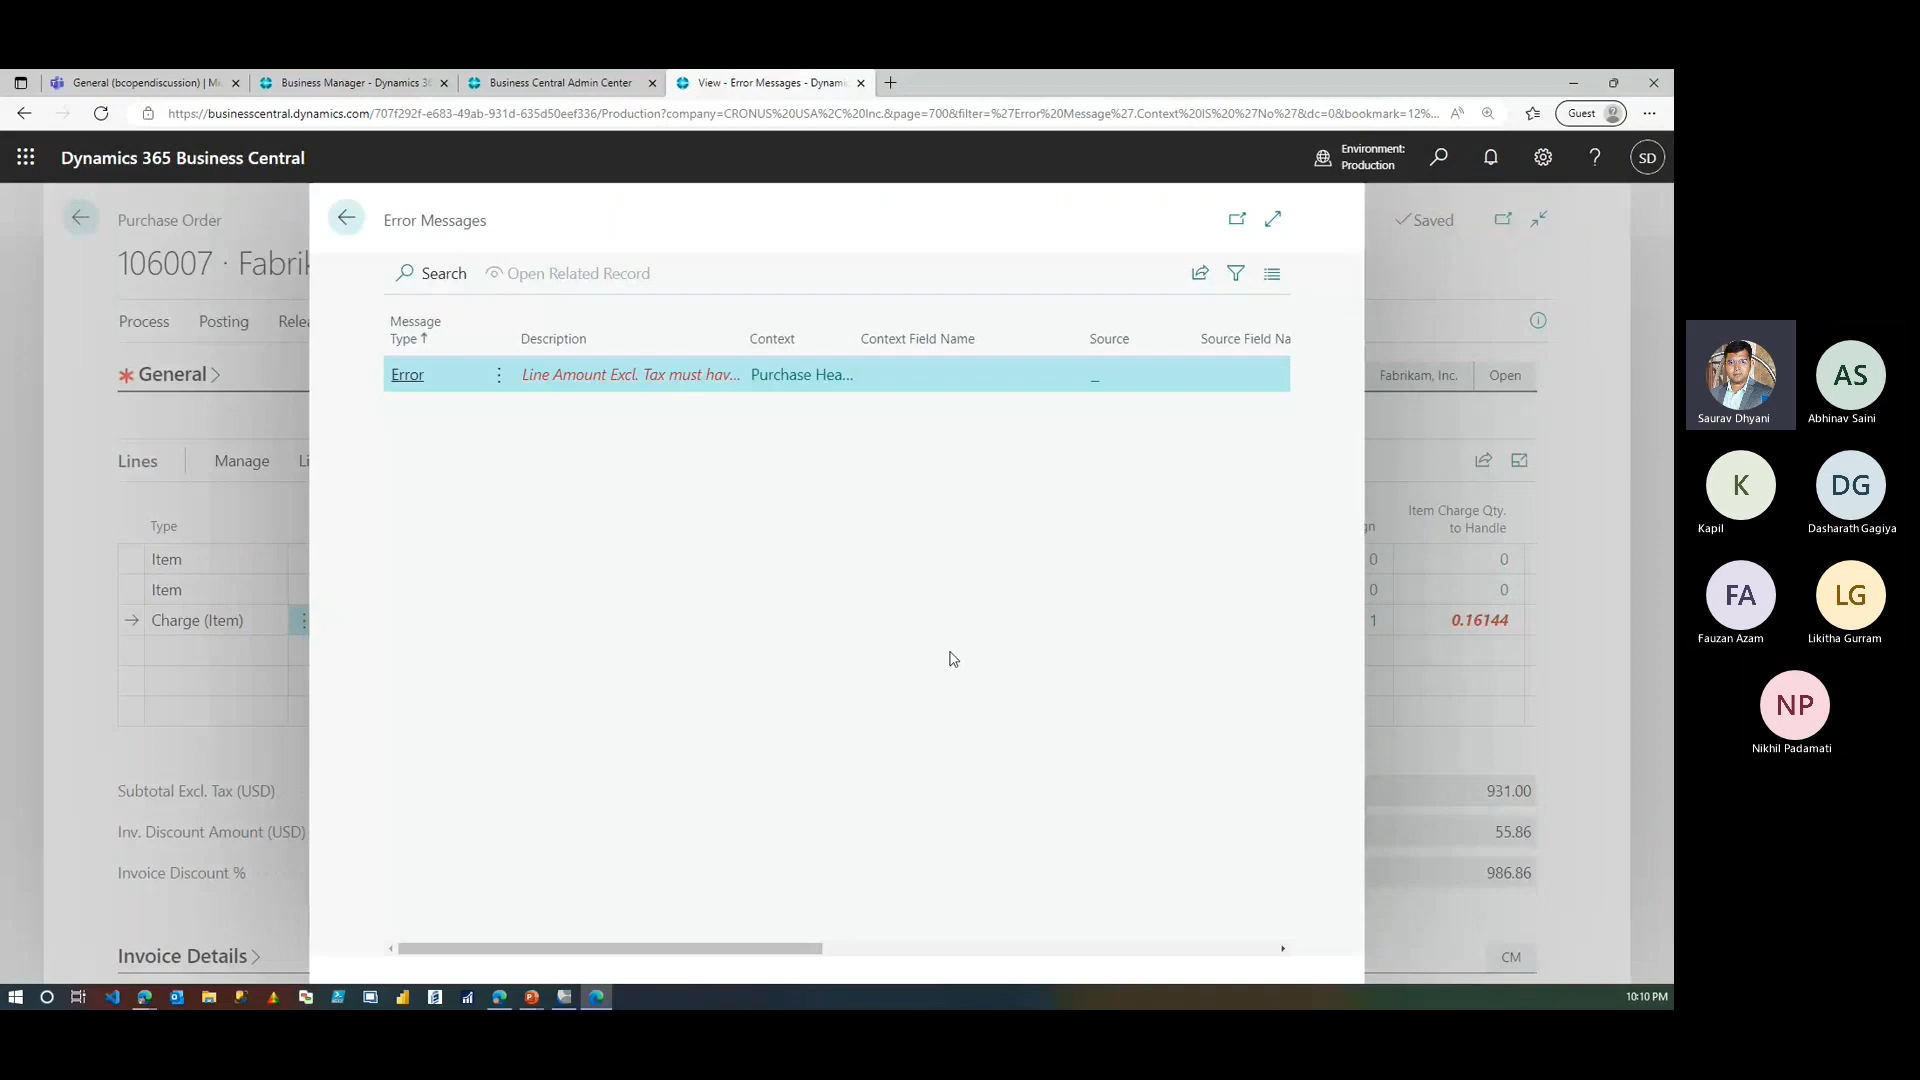 General (bcopendiscussion) | Mi
Business Manager - Dynamics 36
Business Central Admin Center
View - Error Messages - Dynamic
https://businesscentral.dynamics.com/707f292f-e683-49ab-931d-635d50eef336/Production?company=CRONUS%20USA%2C%20Inc.&page=700&filter=%27Error%20Message%27.Context%20IS%20%27No%27&dc=0&bookmark=12%...
Guest
Dynamics 365 Business Central
Environment:
Production
SD
Purchase Order
Error Messages
Saved
106007 · Fabrik
Search
Open Related Record
Process
Posting
Relea
Message
Type
Description
Context
Context Field Name
Source
Source Field Na
General
Error
Line Amount Excl. Tax must hav...
Purchase Hea...
_
Fabrikam, Inc.
Open
Lines
Manage
Li
Type
gn
Item Charge Qty.
to Handle
Item
0
0
Item
0
0
Charge (Item)
1
0.16144
Subtotal Excl. Tax (USD)
931.00
Inv. Discount Amount (USD)
55.86
Invoice Discount %
986.86
Invoice Details
CM
10:10 PM
Saurav Dhyani
AS
Abhinav Saini
K
Kapil
DG
Dasharath Gagiya
FA
Fauzan Azam
LG
Likitha Gurram
NP
Nikhil Padamati